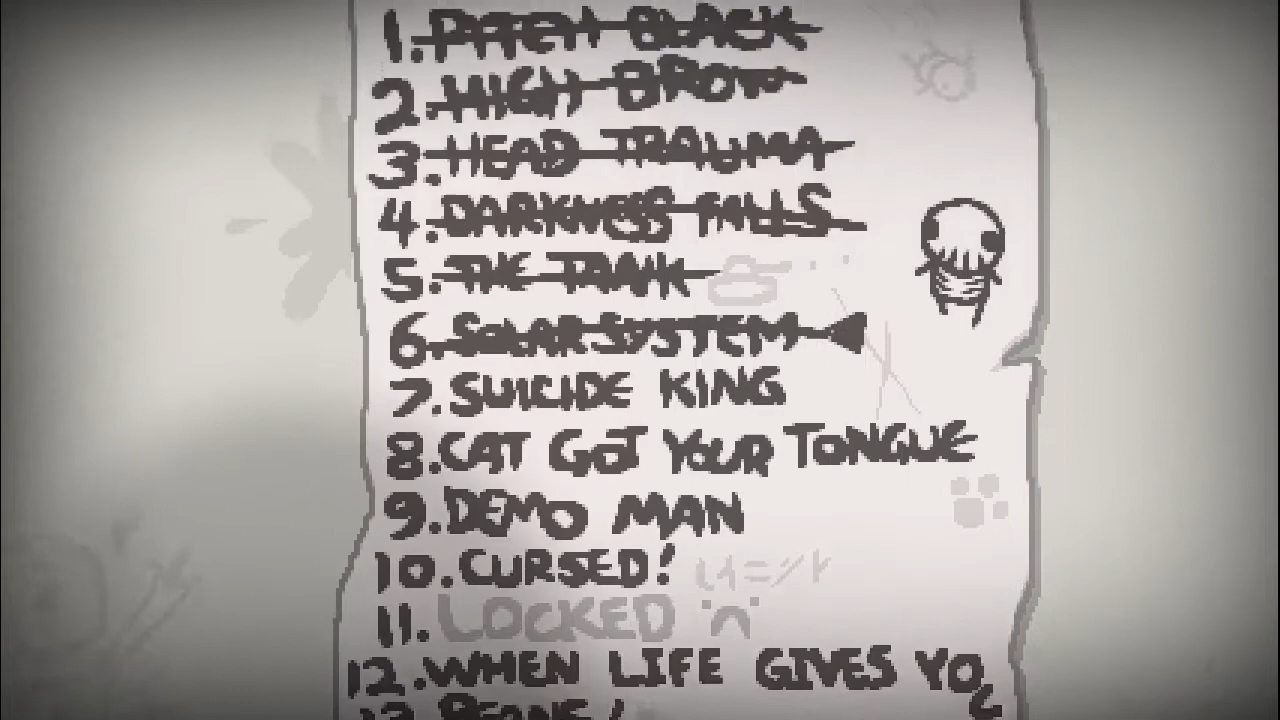 1. PITCH BLACK
2. HIGH BROW
3. HEAD TRAUMA
4. DARKNESS FALLS
5. THE TANK
6. SOLAR SYSTEM
7. SUICIDE KING
8. CAT GOT YOUR TONGUE
9. DEMO MAN
10. CURSED!
11. LOCKED :(
12. WHEN LIFE GIVES YOU
13. BEANS!